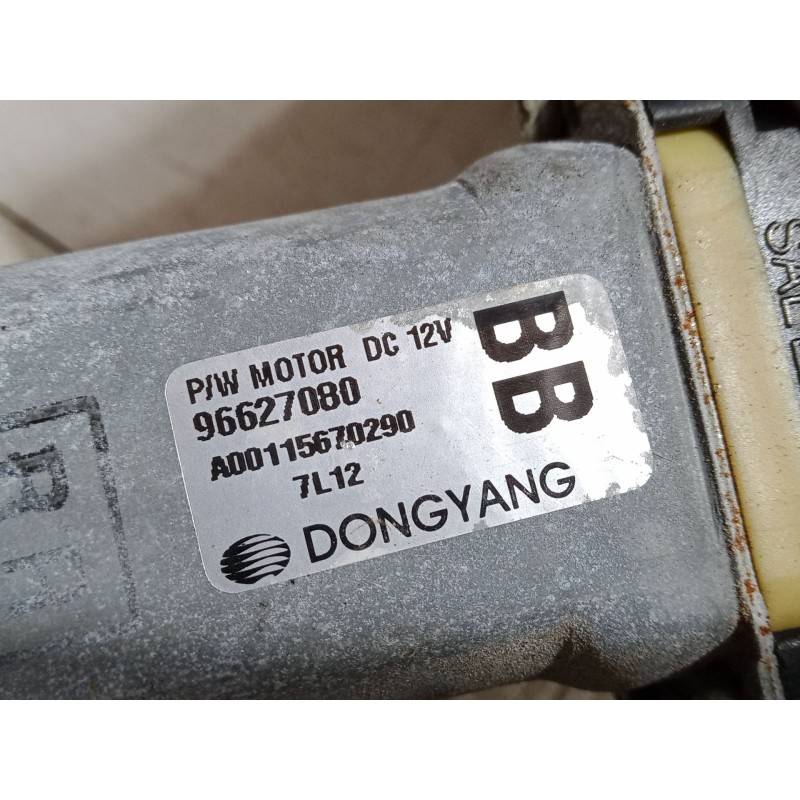 P/W MOTOR DC 12V
BB
96627080
A00115670290
7L12
DONGYANG